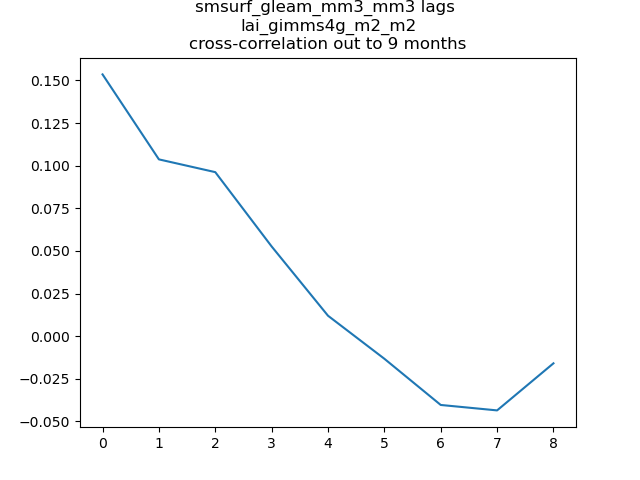 smsurf_gleam_mm3_mm3 lags
lai_gimms4g_m2_m2
cross-correlation out to 9 months
0.150
0.125
0.100
0.075
0.050
0.025
0.000
−0.025
−0.050
0 1 2 3 4 5 6 7 8